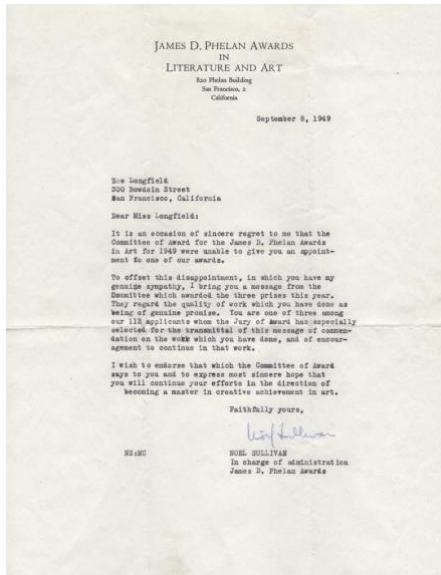 JAMES D. PHELAN AWARDS
IN
LITERATURE AND ART
820 Phelan Building
San Francisco, 2
California
September 8, 1949
Zoe Longfield
300 Bowdoin Street
San Francisco, California
Dear Miss Longfield:
It is an occasion of sincere regret to me that the
Committee of Award for the James D. Phelan Awards
in Art for 1949 were unable to give you an appoint-
ment to one of our awards.
To offset this disappointment, in which you have my
genuine sympathy, I bring you a message from the
Committee which awarded the three prizes this year.
They regard the quality of work which you have done as
being of genuine promise. You are one of three among
our 112 applicants whom the Jury of Award has especially
selected for the transmittal of this message of commen-
dation on the work which you have done, and of encour-
agement to continue in that work.
I wish to endorse that which the Committee of Award
says to you and to express most sincere hope that
you will continue your efforts in the direction of
becoming a master in creative achievement in art.
Faithfully yours,
Noel Sullivan
NS:MC
NOEL SULLIVAN
In charge of administration
James D. Phelan Awards